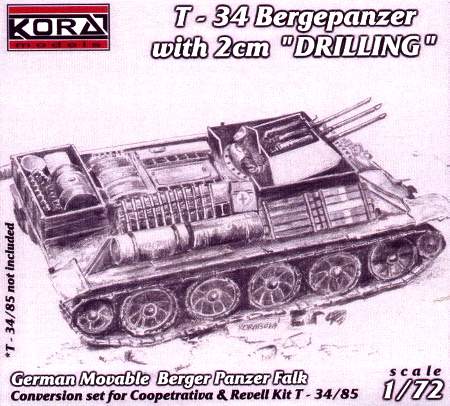 KORA
models
T - 34 Bergepanzer
with 2cm "DRILLING"
*T - 34/85 not included
scale
1/72
German Movable Berger Panzer Falk
Conversion set for Coopetrativa & Revell Kit T - 34/85